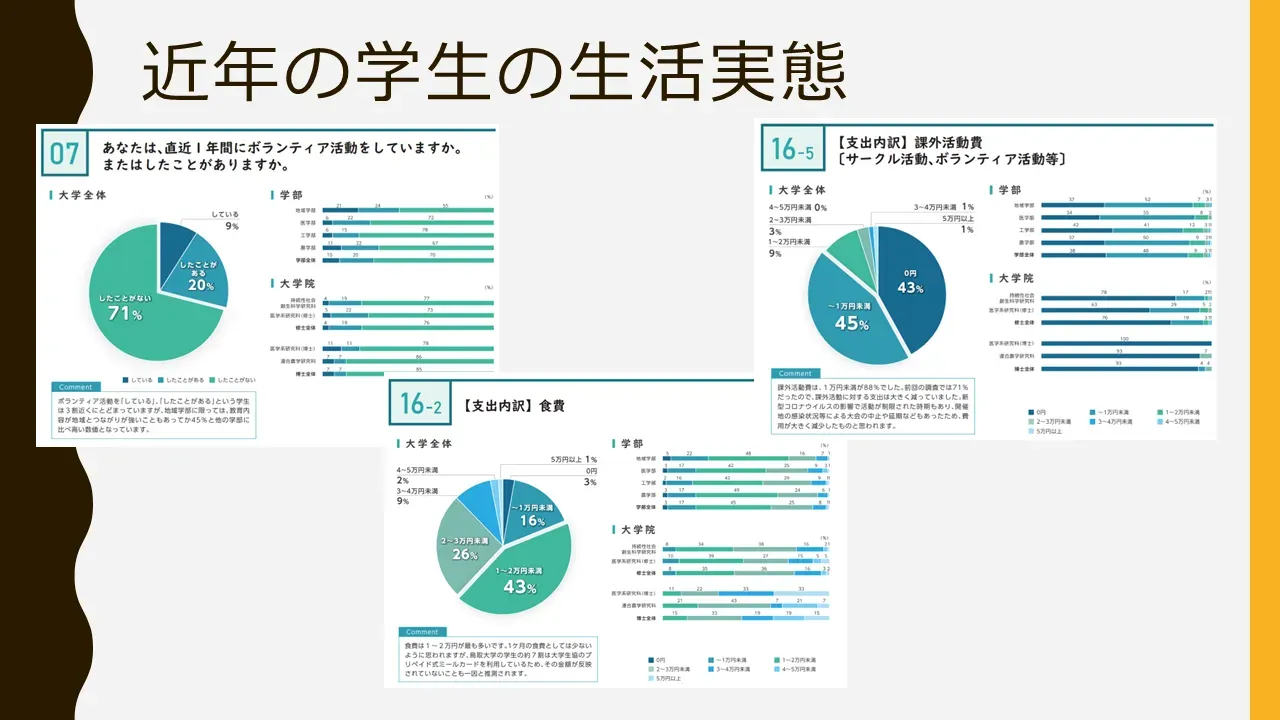 近年の学生の生活実態
07
あなたは、直近1年間にボランティア活動をしていますか。
またはしたことがありますか。
大学全体
している
9%
したことが
ある
20%
したことがない
71%
している したことがある したことがない
Comment
ボランティア活動を「している」、「したことがある」という学生
は3割近くにとどまっていますが、地域学部に限っては、教育内
容が地域とつながりが強いこともあってか45%と他の学部に
比べ高い数値となっています。
学部
(%)
21 24 55
地域学部
6 22 72
医学部
6 15 78
工学部
11 22 67
農学部
10 20 70
学部全体
大学院
(%)
4 19 77
持続性社会
創生科学研究科
5 22 73
医学系研究科(修士)
4 19 76
修士全体
11 11 78
医学系研究科(博士)
7 7 86
連合農学研究科
7 7 85
博士全体
16-5
【支出内訳】課外活動費
〔サークル活動、ボランティア活動等〕
大学全体
4〜5万円未満 0%
2〜3万円未満
3%
1〜2万円未満
9%
3〜4万円未満 1%
5万円以上
1%
0円
43%
〜1万円未満
45%
Comment
課外活動費は、1万円未満が88%でした。前回の調査では71%
だったので、課外活動に対する支出は大きく減っていました。新
型コロナウイルスの影響で活動が制限された時期もあり、開催
地の感染状況等による大会の中止や延期などもあったため、費
用が大きく減少したものと思われます。
学部
(%)
37 52 7
地域学部
34 55 8
医学部
42 41 12
工学部
37 50 9
農学部
38 48 9
学部全体
大学院
(%)
78 17
持続性社会
創生科学研究科
63 29 5
医学系研究科(修士)
76 19
修士全体
100
医学系研究科(博士)
93 7
連合農学研究科
93 4 4
博士全体
0円 〜1万円未満 1〜2万円未満
2〜3万円未満 3〜4万円未満 4〜5万円未満
5万円以上
16-2
【支出内訳】食費
大学全体
5万円以上 1%
0円
3%
4〜5万円未満
2%
3〜4万円未満
9%
〜1万円未満
16%
2〜3万円未満
26%
1〜2万円未満
43%
Comment
食費は1〜2万円が最も多いです。1ケ月の食費としては少ない
ように思われますが、鳥取大学の学生の約7割は大学生協のプ
リペイド式ミールカードを利用しているため、その金額が反映
されていないことも一因と推測されます。
学部
(%)
5 22 48 16 7 1
地域学部
3 17 42 25 9
医学部
2 16 42 29 9
工学部
3 17 49 24 6
農学部
3 17 45 25 8
学部全体
大学院
(%)
8 34 38 16 2 1
持続性社会
創生科学研究科
10 39 27 15 5 5
医学系研究科(修士)
8 35 36 16 3 2
修士全体
11 22 33 33
医学系研究科(博士)
21 43 7 21 7
連合農学研究科
15 33 19 19 15
博士全体
0円 〜1万円未満 1〜2万円未満
2〜3万円未満 3〜4万円未満 4〜5万円未満
5万円以上